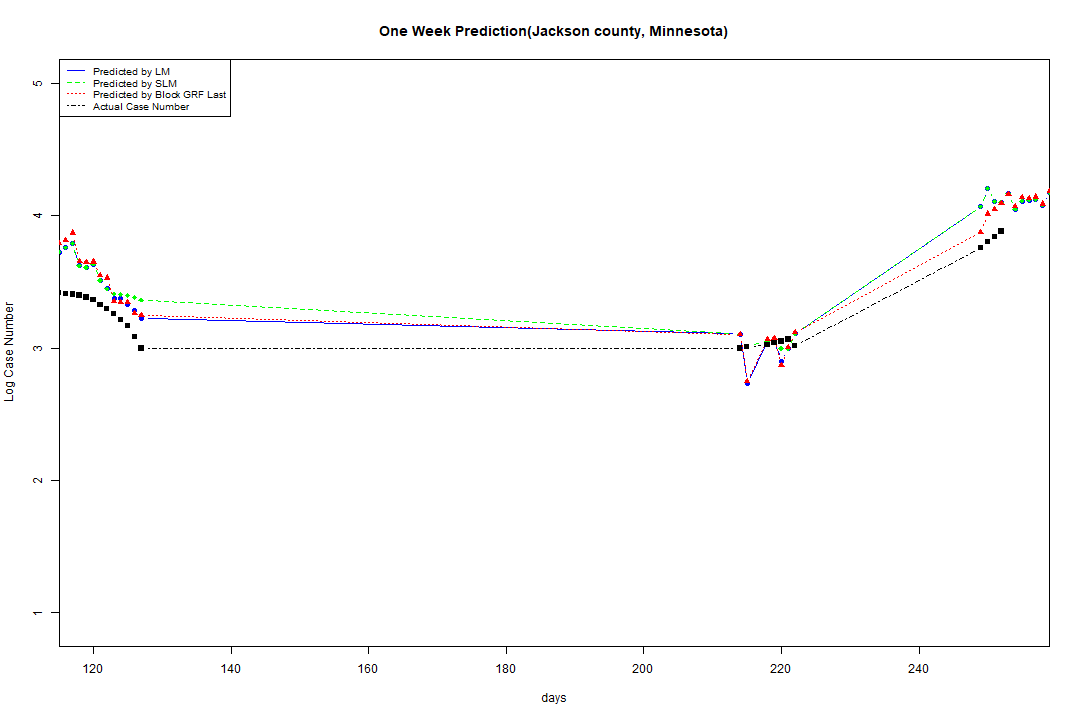 One Week Prediction(Jackson county, Minnesota)
Predicted by LM
Predicted by SLM
Predicted by Block GRF Last
Actual Case Number
5
4
3
2
1
Log Case Number
120 140 160 180 200 220 240
days